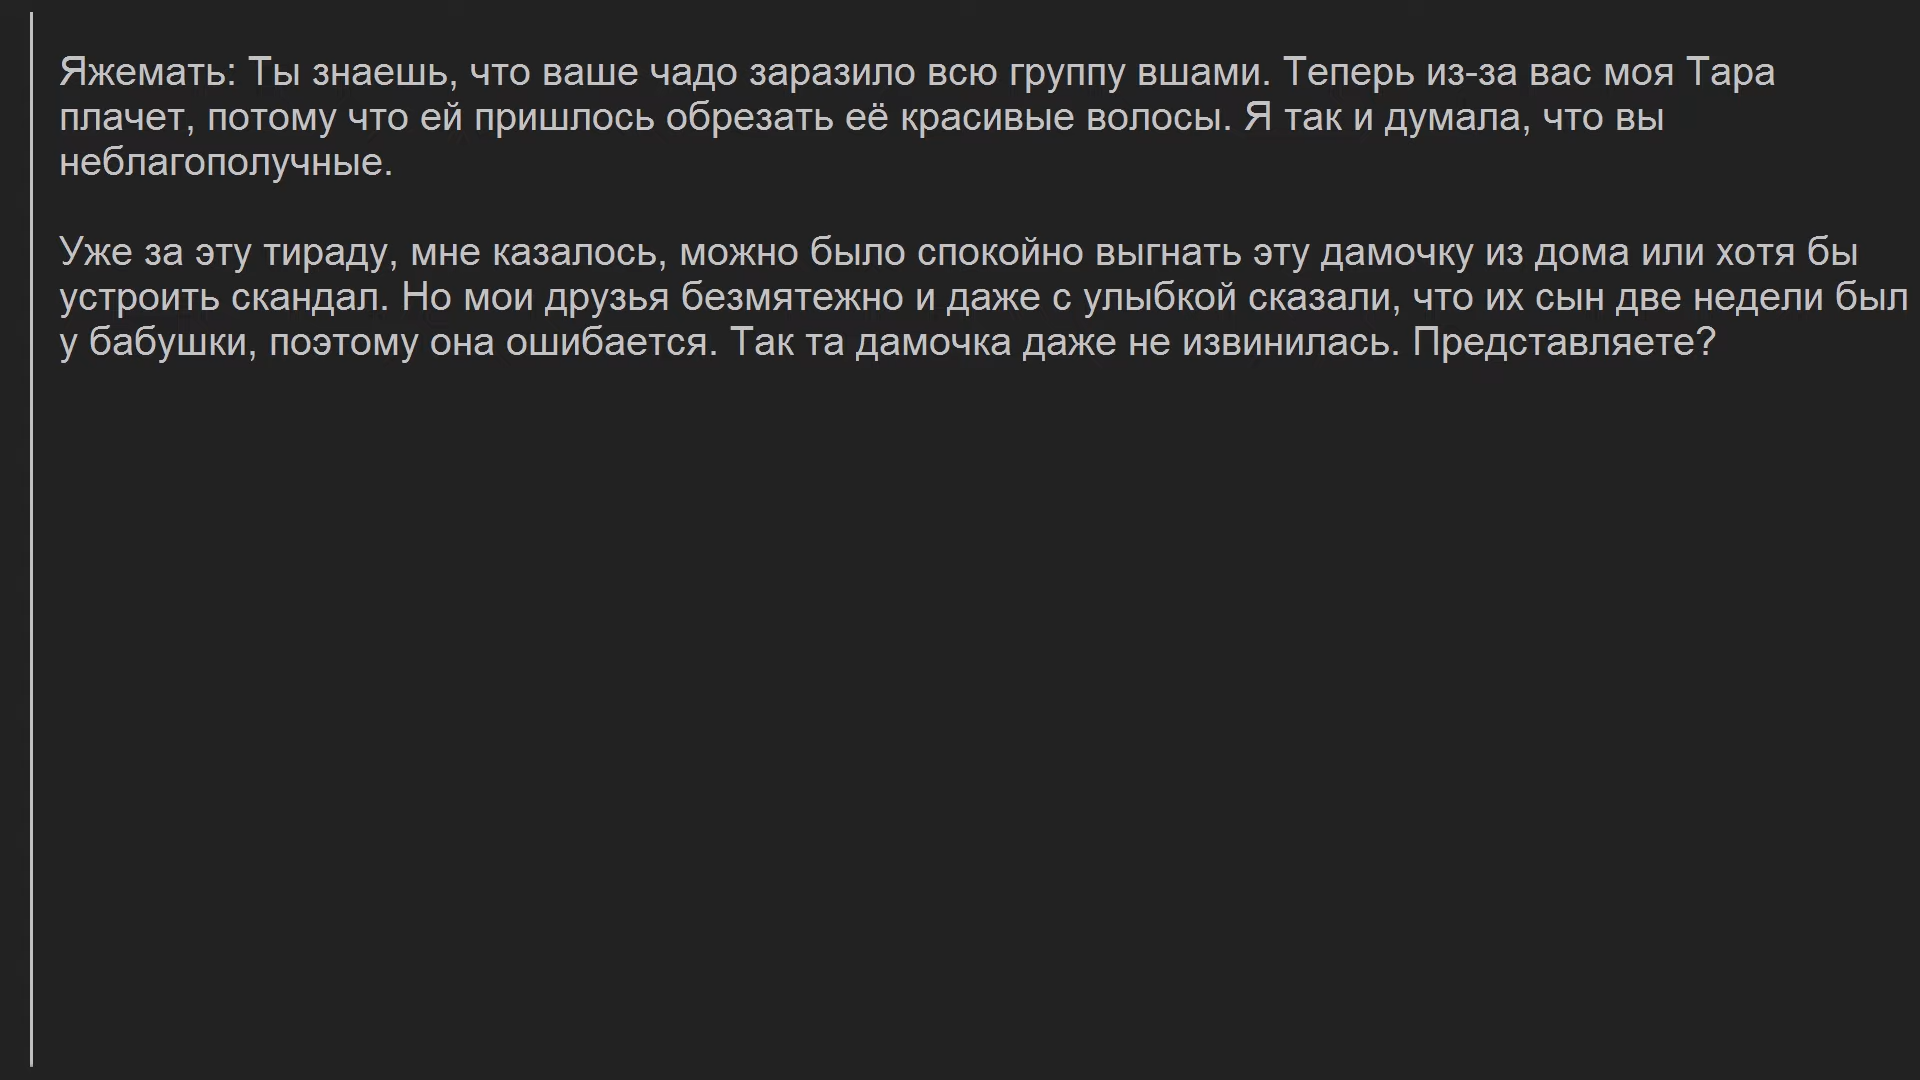 Яжемать: Ты знаешь, что ваше чадо заразило всю группу вшами. Теперь из-за вас моя Тара
плачет, потому что ей пришлось обрезать её красивые волосы. Я так и думала, что вы
неблагополучные.
Уже за эту тираду, мне казалось, можно было спокойно выгнать эту дамочку из дома или хотя бы
устроить скандал. Но мои друзья безмятежно и даже с улыбкой сказали, что их сын две недели был
у бабушки, поэтому она ошибается. Так та дамочка даже не извинилась. Представляете?